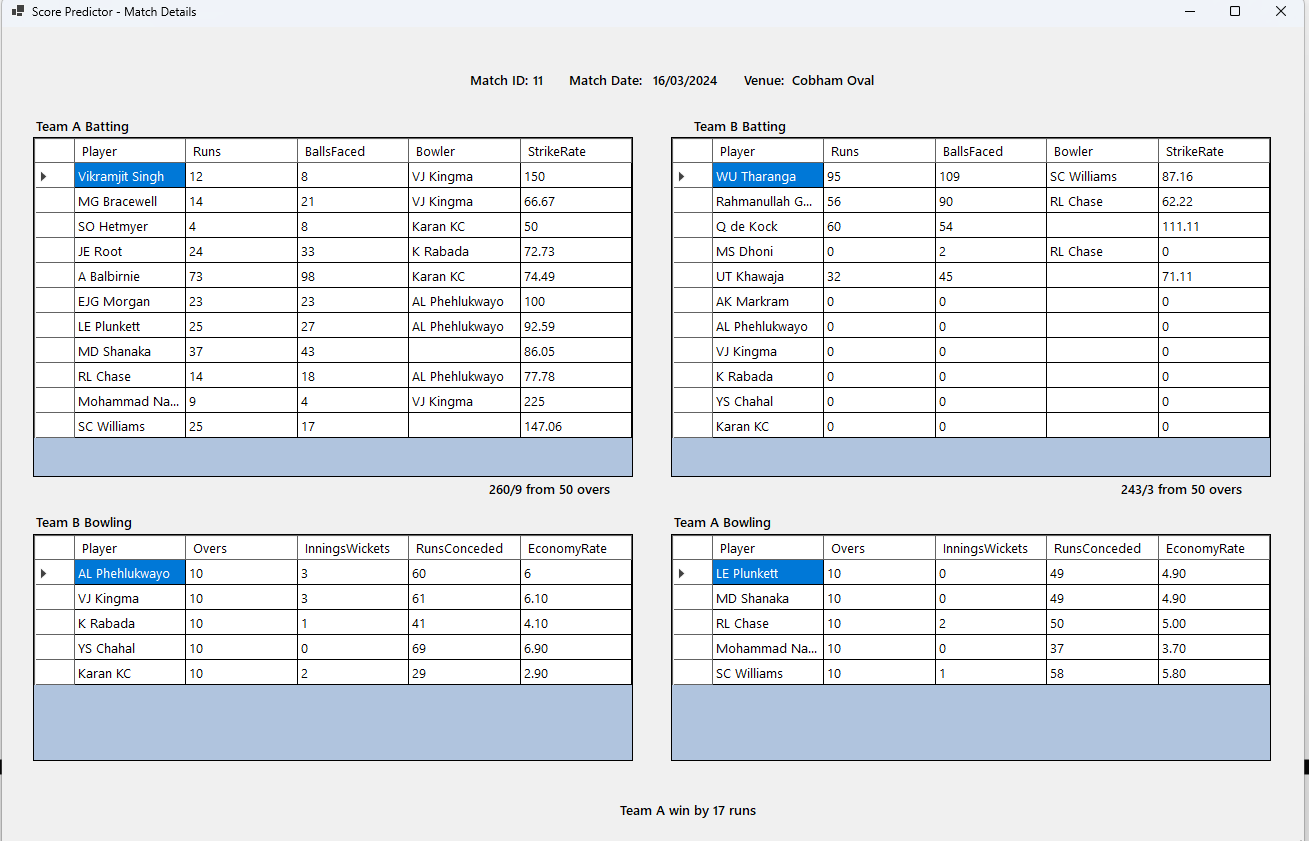 Score Predictor - Match Details
Match ID: 11 Match Date: 16/03/2024 Venue: Cobham Oval
Team A Batting
Player Runs BallsFaced Bowler StrikeRate
Vikramjit Singh 12 8 VJ Kingma 150
MG Bracewell 14 21 VJ Kingma 66.67
SO Hetmyer 4 8 Karan KC 50
JE Root 24 33 K Rabada 72.73
A Balbirnie 73 98 Karan KC 74.49
EJG Morgan 23 23 AL Phehlukwayo 100
LE Plunkett 25 27 AL Phehlukwayo 92.59
MD Shanaka 37 43 86.05
RL Chase 14 18 AL Phehlukwayo 77.78
Mohammad Na... 9 4 VJ Kingma 225
SC Williams 25 17 147.06
260/9 from 50 overs
Team B Batting
Player Runs BallsFaced Bowler StrikeRate
WU Tharanga 95 109 SC Williams 87.16
Rahmanullah G... 56 90 RL Chase 62.22
Q de Kock 60 54 111.11
MS Dhoni 0 2 RL Chase 0
UT Khawaja 32 45 71.11
AK Markram 0 0 0
AL Phehlukwayo 0 0 0
VJ Kingma 0 0 0
K Rabada 0 0 0
YS Chahal 0 0 0
Karan KC 0 0 0
243/3 from 50 overs
Team B Bowling
Player Overs InningsWickets RunsConceded EconomyRate
AL Phehlukwayo 10 3 60 6
VJ Kingma 10 3 61 6.10
K Rabada 10 1 41 4.10
YS Chahal 10 0 69 6.90
Karan KC 10 2 29 2.90
Team A Bowling
Player Overs InningsWickets RunsConceded EconomyRate
LE Plunkett 10 0 49 4.90
MD Shanaka 10 0 49 4.90
RL Chase 10 2 50 5.00
Mohammad Na... 10 0 37 3.70
SC Williams 10 1 58 5.80
Team A win by 17 runs